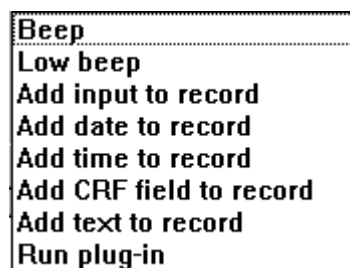 Beep
Low beep
Add input to record
Add date to record
Add time to record
Add CRF field to record
Add text to record
Run plug-in